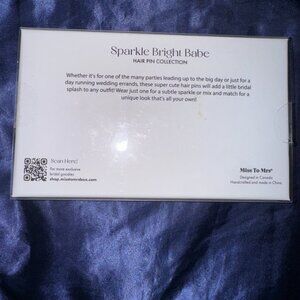 Sparkle Bright Babe
HAIR PIN COLLECTION
Whether it's for one of the many parties leading up to the big day or just for a
day running wedding errands, these super cute hair pins will add a little bridal
splash to any outfit! Wear just one for a subtle sparkle or mix and match for a
unique look that's all your own!
Scan Here!
For more exclusive
bridal goodies
shop.misstomrsbox.com
Miss To Mrs®
Designed in Canada
Handcrafted and made in China